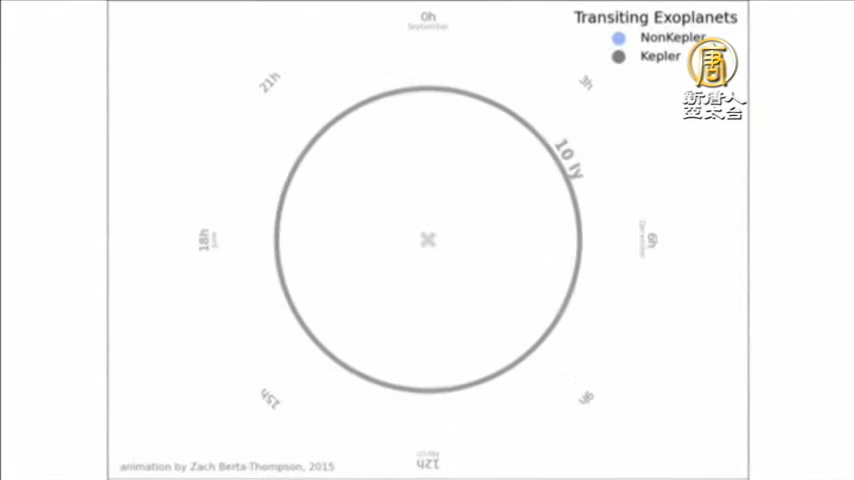 Transiting Exoplanets
NonKepler
Kepler
唐
新唐人
亞太台
0h
September
3h
6h
December
9h
12h
March
15h
18h
June
21h
10 ly
animation by Zach Berta-Thompson, 2015